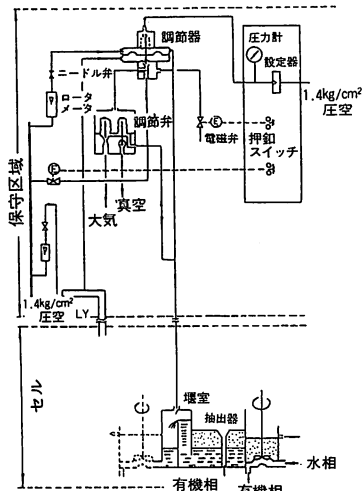 調節器
圧力計
設定器
ニードル弁
ロータ
メータ
調節弁
1.4kg/cm²
圧空
電磁弁
押釦
スイッチ
保守区域
大気
真空
1.4kg/cm²
圧空
LY
セル
堰室
抽出器
水相
有機相
有機相